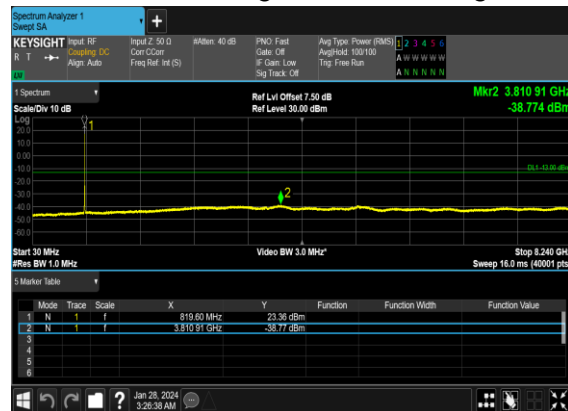 Spectrum Analyzer 1
Swept SA
+
KEYSIGHT Input: RF Input Z: 50 Ω #Atten: 40 dB PNO: Fast Avg Type: Power (RMS) 1 2 3 4 5 6
R T Coupling: DC Corr CCorr Gate: Off Avg|Hold: 100/100 A W W W W W
Align: Auto Freq Ref: Int (S) IF Gain: Low Trig: Free Run
LW Sig Track: Off A N N N N N
1 Spectrum Ref Lvl Offset 7.50 dB Mkr2 3.810 91 GHz
Scale/Div 10 dB Ref Level 30.00 dBm -38.774 dBm
Log
1
20.0
10.0
0.00
-10.0
DL1 -13.00 dBm
-20.0
-30.0
2
-40.0
-50.0
-60.0
Start 30 MHz Video BW 3.0 MHz* Stop 8.240 GHz
#Res BW 1.0 MHz Sweep 16.0 ms (40001 pts)
5 Marker Table
Mode Trace Scale X Y Function Function Width Function Value
1 N 1 f 819.60 MHz 23.36 dBm
2 N 1 f 3.810 91 GHz -38.77 dBm
3
4
5
6
? Jan 28, 2024
3:26:38 AM